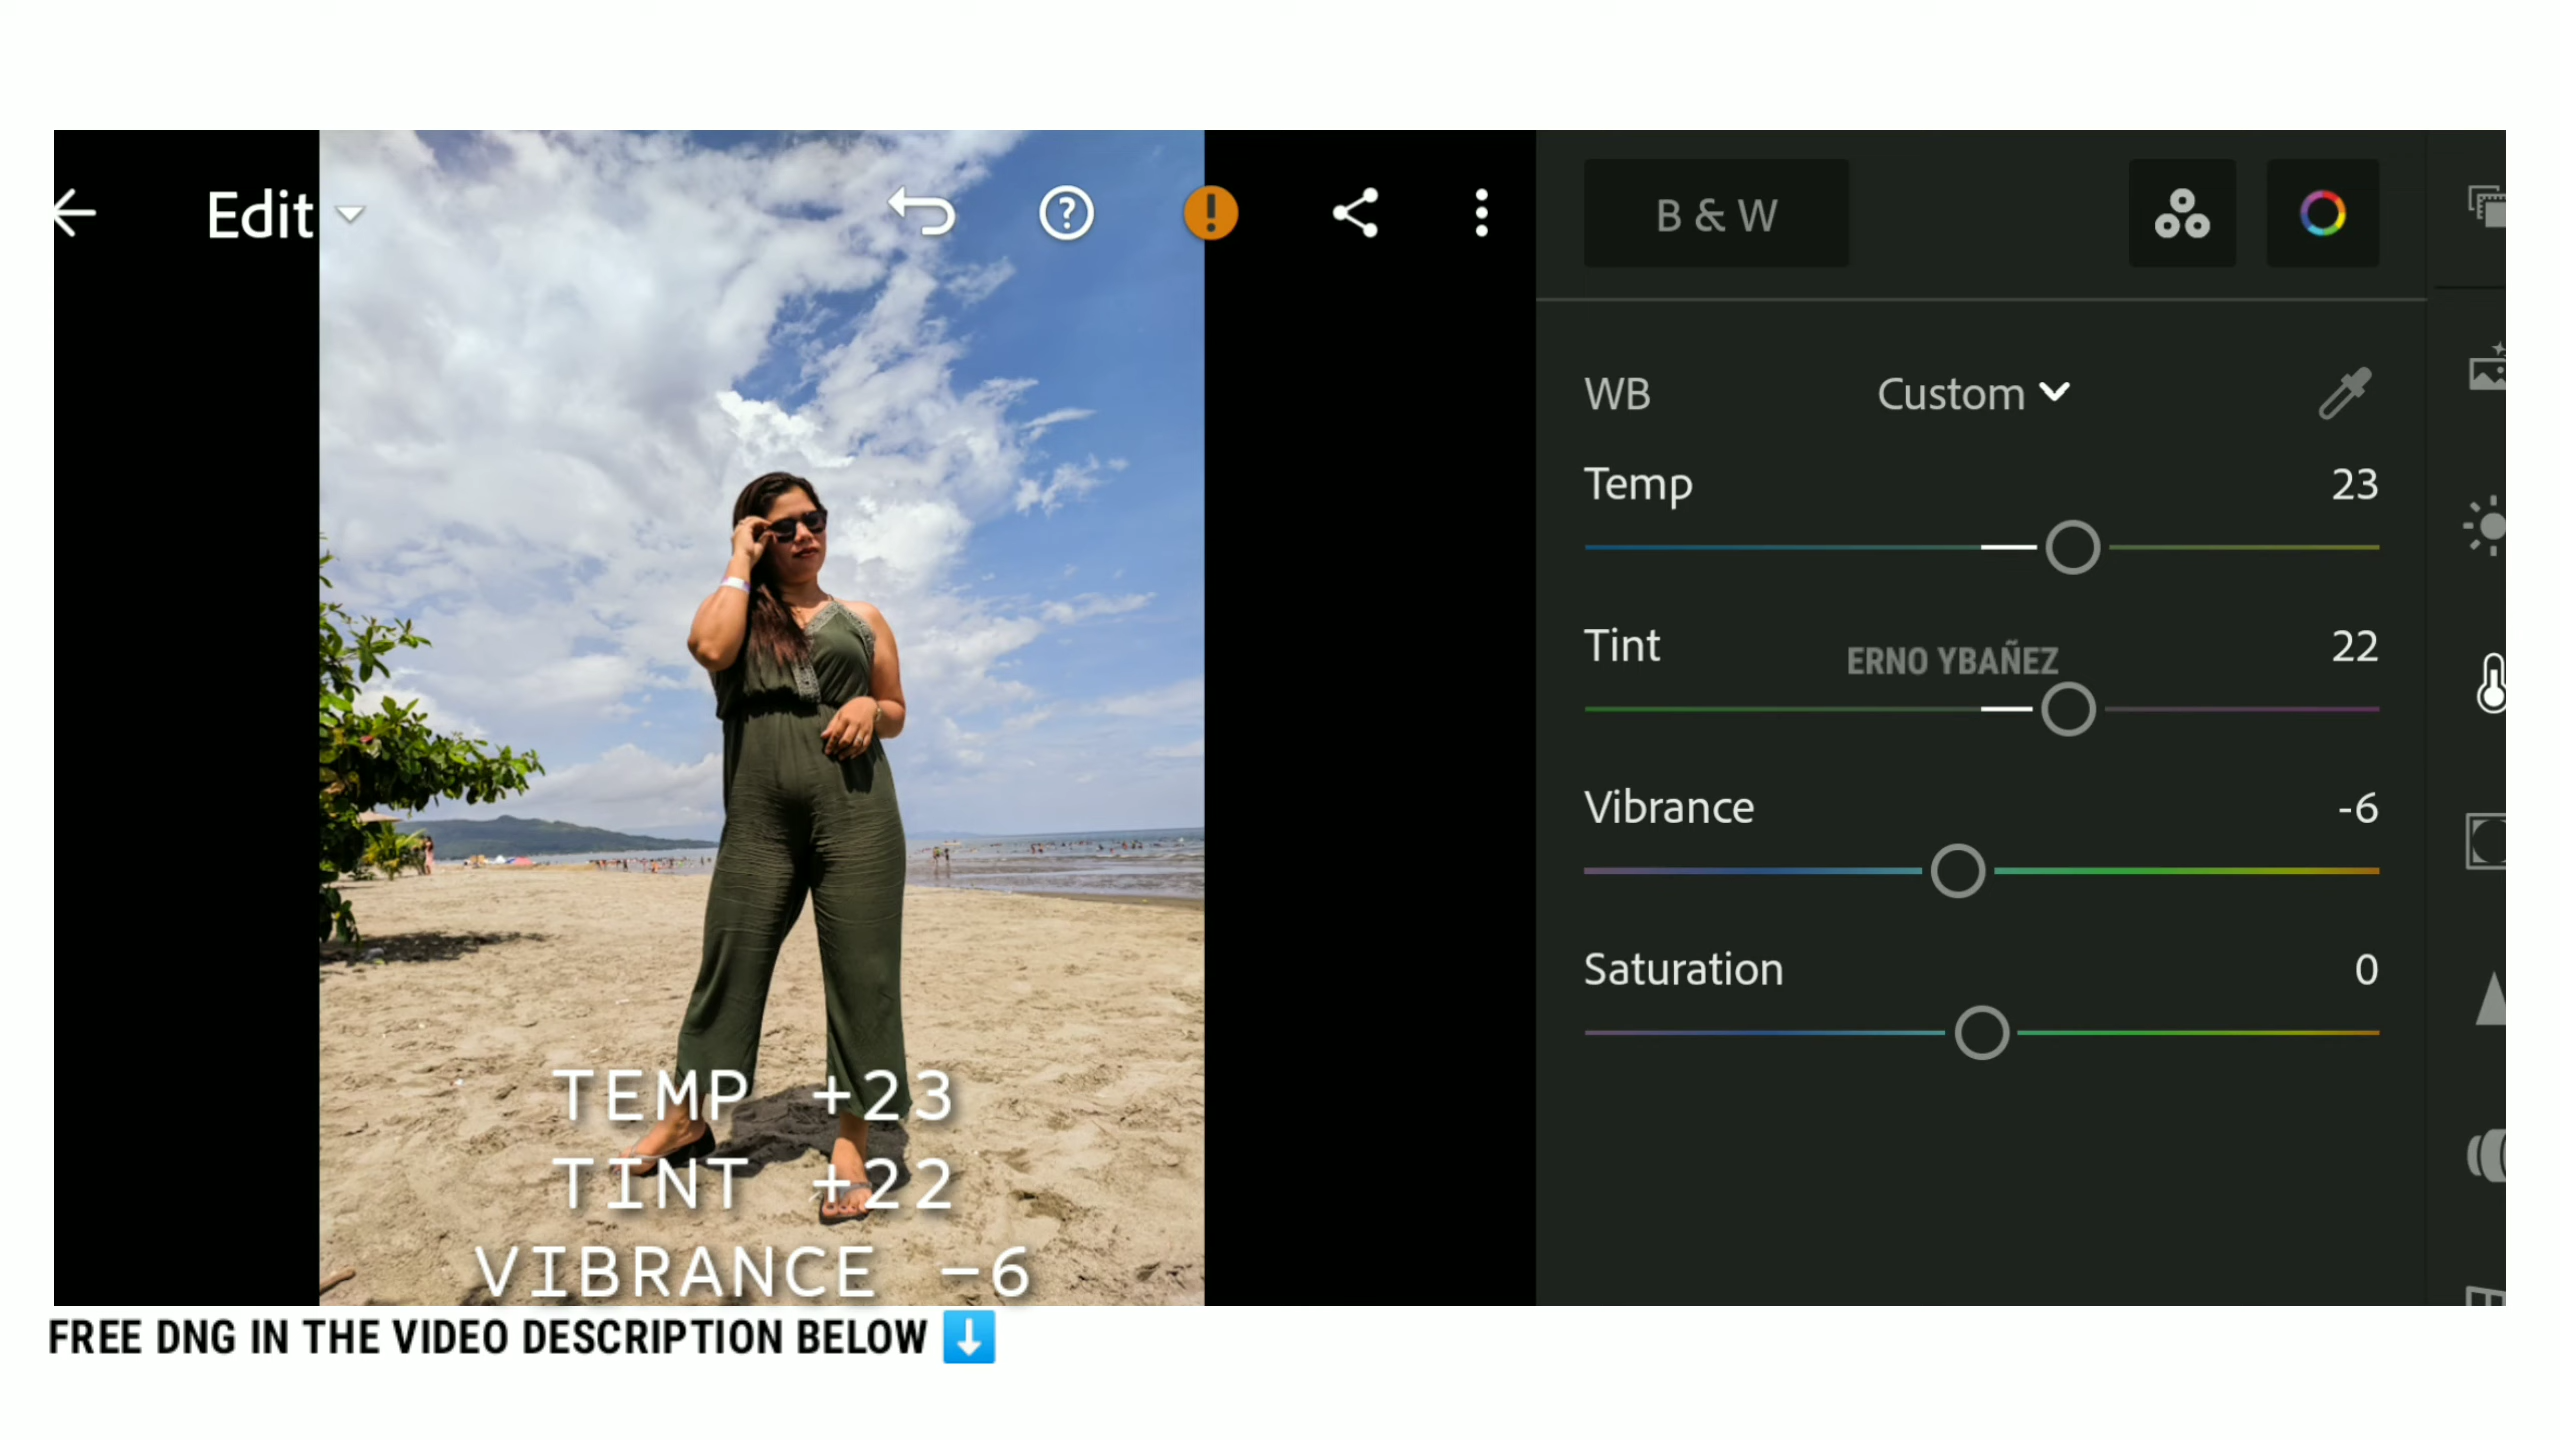 Edit
B & W
WB Custom
Temp 23
Tint 22
ERNO YBAÑEZ
Vibrance -6
Saturation 0
TEMP +23
TINT +22
VIBRANCE -6
FREE DNG IN THE VIDEO DESCRIPTION BELOW ⬇️